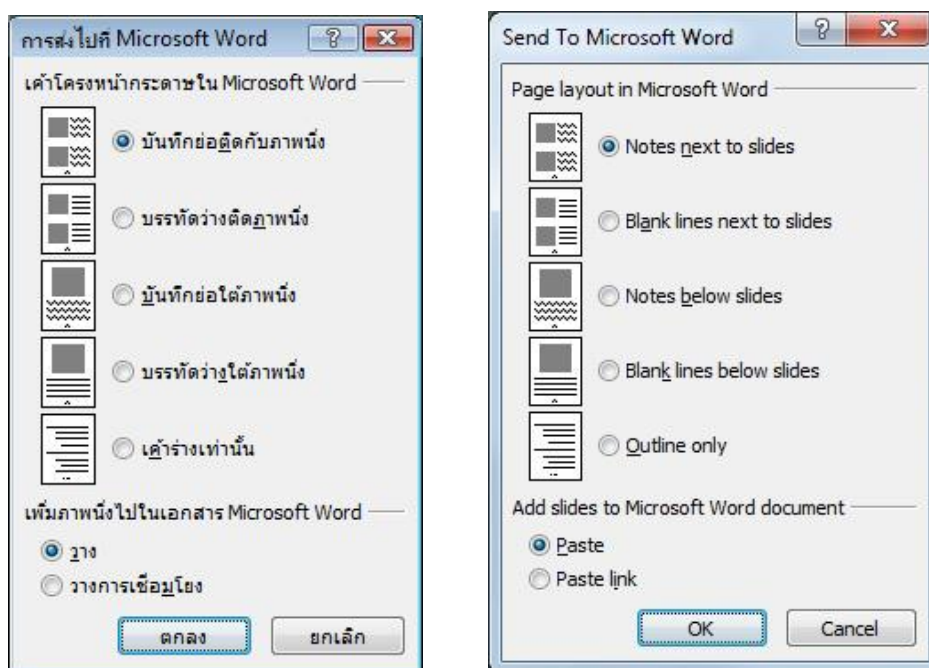 การส่งไปที่ Microsoft Word
เค้าโครงหน้ากระดาษใน Microsoft Word
บันทึกย่อติดกับภาพนิ่ง
บรรทัดว่างติดภาพนิ่ง
บันทึกย่อใต้ภาพนิ่ง
บรรทัดว่างใต้ภาพนิ่ง
เค้าร่างเท่านั้น
เพิ่มภาพนิ่งไปในเอกสาร Microsoft Word
วาง
วางการเชื่อมโยง
ตกลง ยกเลิก
Send To Microsoft Word
Page layout in Microsoft Word
Notes next to slides
Blank lines next to slides
Notes below slides
Blank lines below slides
Outline only
Add slides to Microsoft Word document
Paste
Paste link
OK Cancel